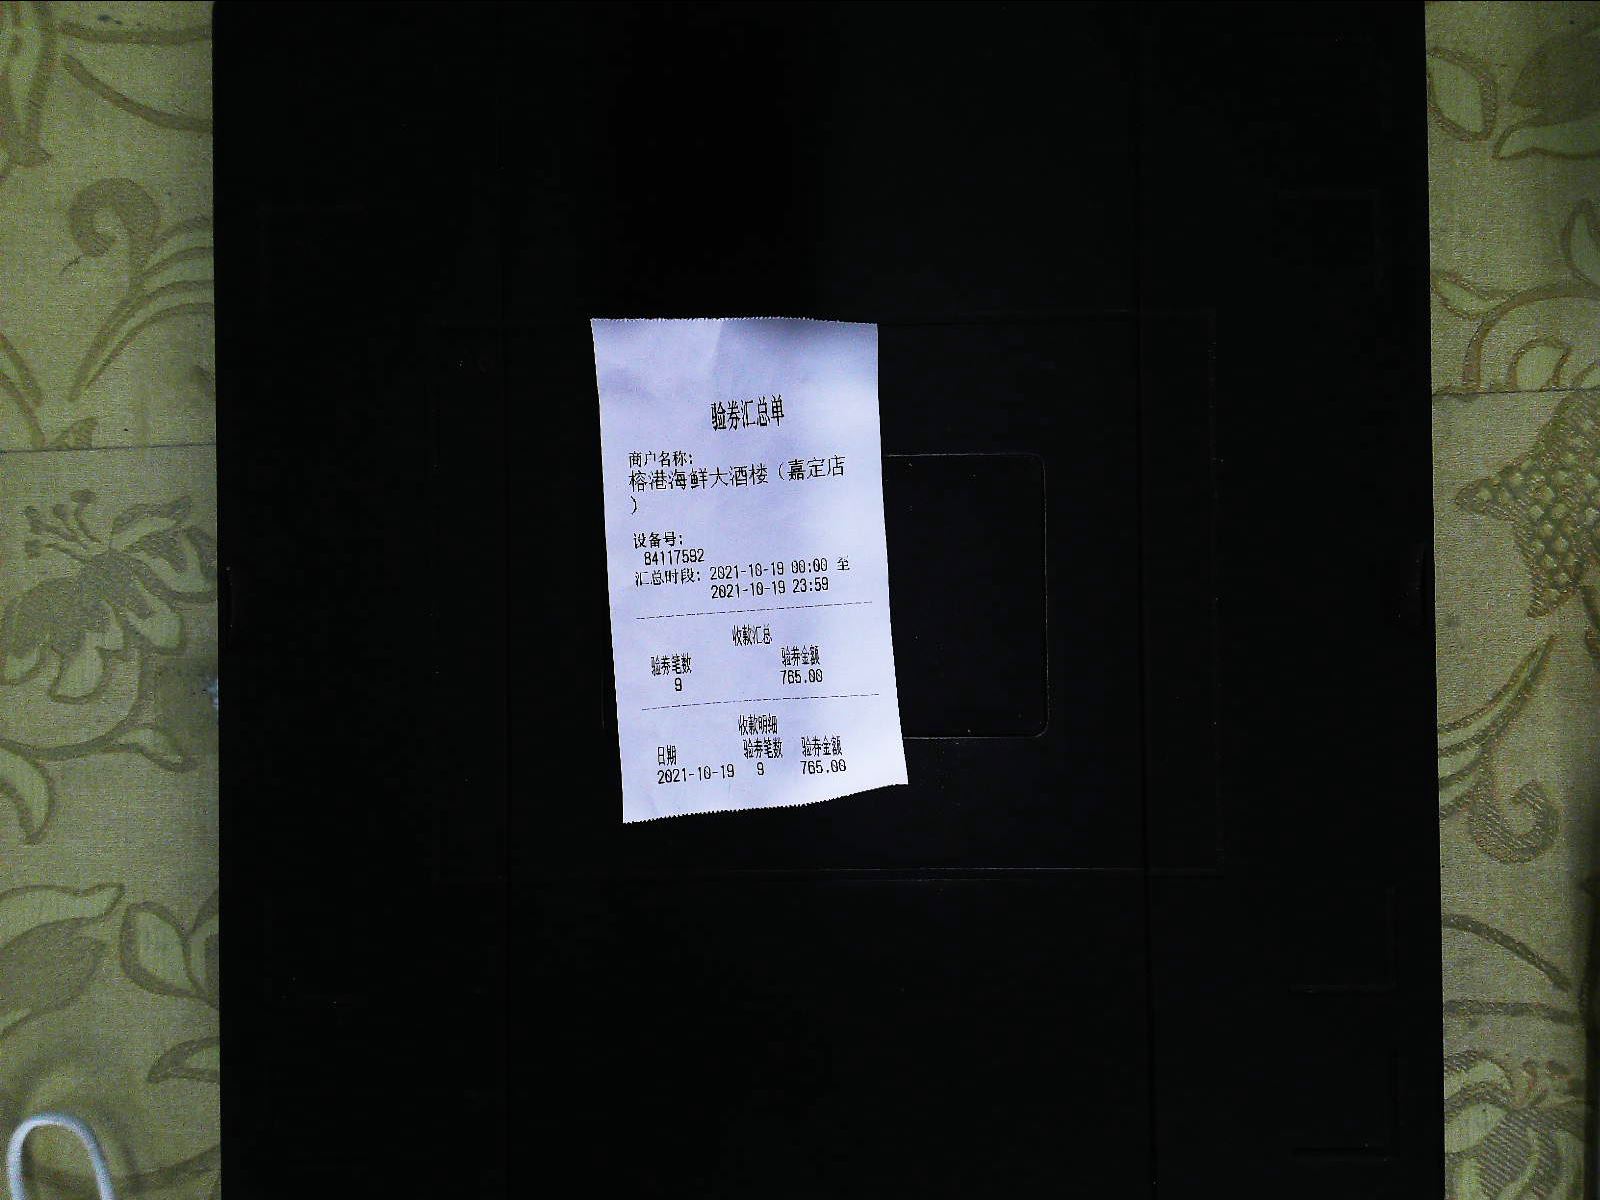 验券汇总单
商户名称:
榕港海鲜大酒楼（嘉定店
）
设备号:
84117592
汇总时段: 2021-10-19 00:00 至
2021-10-19 23:59
收款汇总
验券笔数 验券金额
9 765.00
收款明细
日期 验券笔数 验券金额
2021-10-19 9 765.00